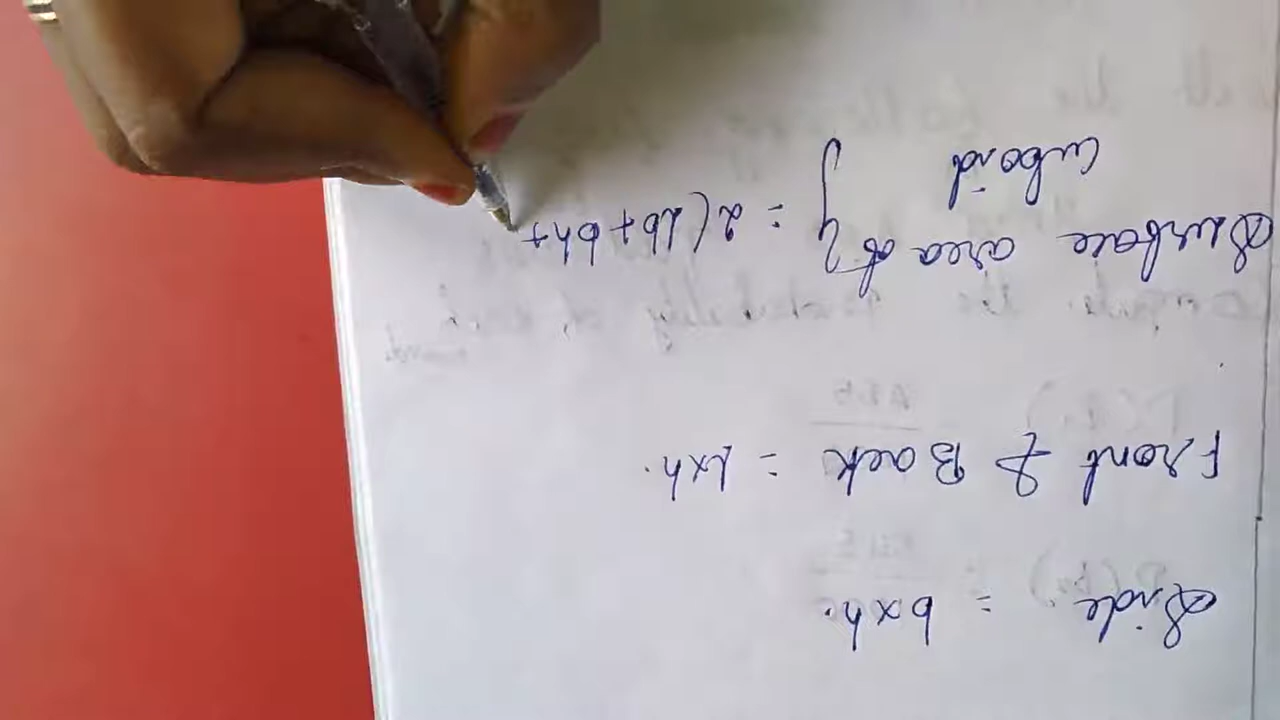 Side = b×h.
Front & Back = l×h.
Surface area of } = 2(lb+bh+
cuboid